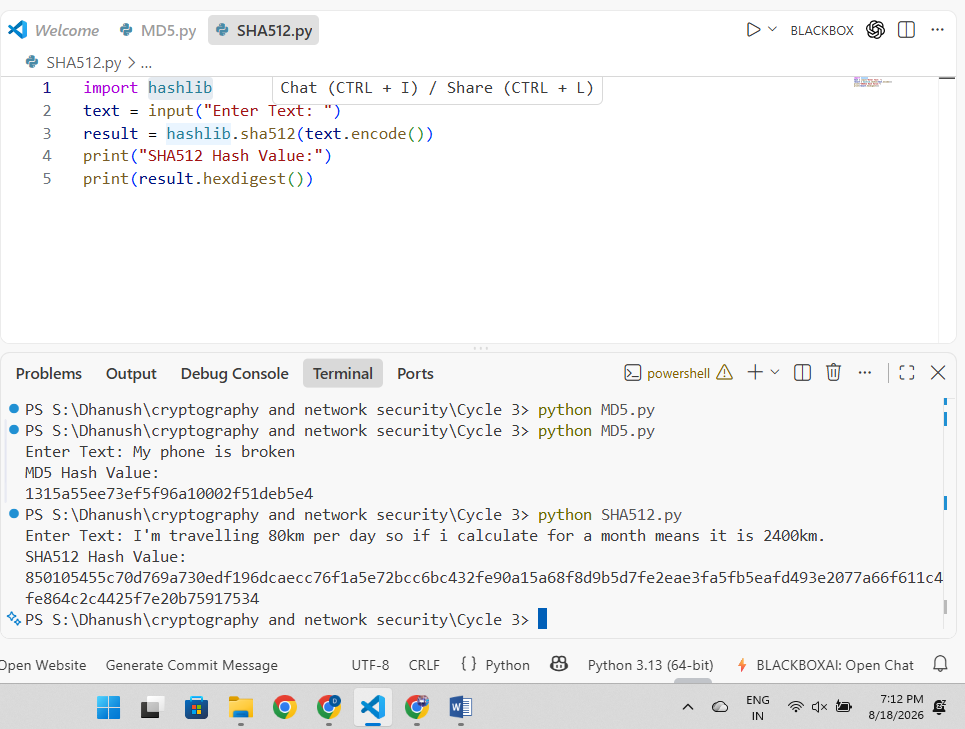 Welcome MD5.py SHA512.py BLACKBOX ...
SHA512.py > ...
1 import hashlib Chat (CTRL + I) / Share (CTRL + L)
2 text = input("Enter Text: ")
3 result = hashlib.sha512(text.encode())
4 print("SHA512 Hash Value:")
5 print(result.hexdigest())
Problems Output Debug Console Terminal Ports powershell ...
PS S:\Dhanush\cryptography and network security\Cycle 3> python MD5.py
PS S:\Dhanush\cryptography and network security\Cycle 3> python MD5.py
Enter Text: My phone is broken
MD5 Hash Value:
1315a55ee73ef5f96a10002f51deb5e4
PS S:\Dhanush\cryptography and network security\Cycle 3> python SHA512.py
Enter Text: I'm travelling 80km per day so if i calculate for a month means it is 2400km.
SHA512 Hash Value:
850105455c70d769a730edf196dcaecc76f1a5e72bcc6bc432fe90a15a68f8d9b5d7fe2eae3fa5fb5eafd493e2077a66f611c4
fe864c2c4425f7e20b75917534
PS S:\Dhanush\cryptography and network security\Cycle 3>
Open Website Generate Commit Message UTF-8 CRLF { } Python Python 3.13 (64-bit) BLACKBOXAI: Open Chat
ENG 7:12 PM
IN 8/18/2026